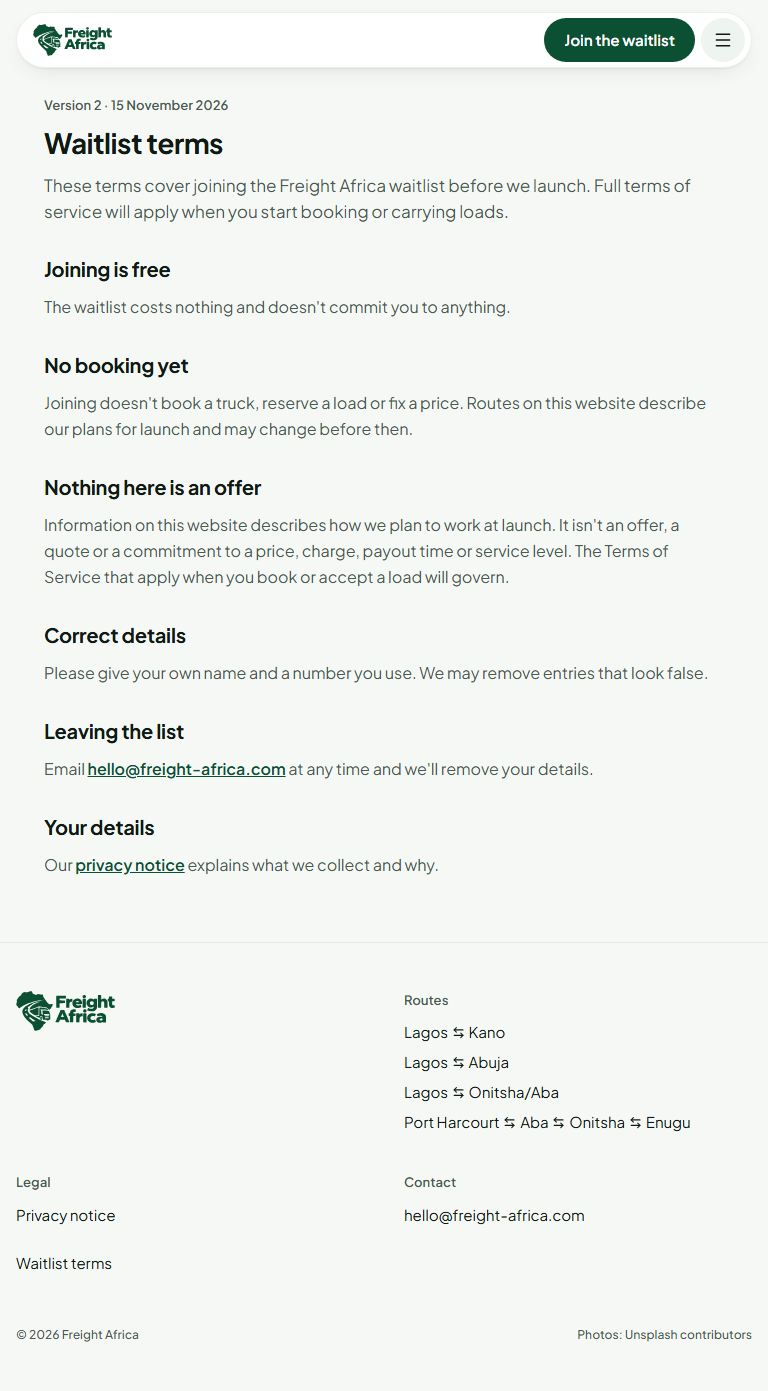 Freight
Africa
Join the waitlist
Version 2 · 15 November 2026
Waitlist terms
These terms cover joining the Freight Africa waitlist before we launch. Full terms of
service will apply when you start booking or carrying loads.
Joining is free
The waitlist costs nothing and doesn't commit you to anything.
No booking yet
Joining doesn't book a truck, reserve a load or fix a price. Routes on this website describe
our plans for launch and may change before then.
Nothing here is an offer
Information on this website describes how we plan to work at launch. It isn't an offer, a
quote or a commitment to a price, charge, payout time or service level. The Terms of
Service that apply when you book or accept a load will govern.
Correct details
Please give your own name and a number you use. We may remove entries that look false.
Leaving the list
Email hello@freight-africa.com at any time and we'll remove your details.
Your details
Our privacy notice explains what we collect and why.
Freight
Africa
Routes
Lagos ⇆ Kano
Lagos ⇆ Abuja
Lagos ⇆ Onitsha/Aba
Port Harcourt ⇆ Aba ⇆ Onitsha ⇆ Enugu
Legal
Privacy notice
Waitlist terms
Contact
hello@freight-africa.com
© 2026 Freight Africa
Photos: Unsplash contributors